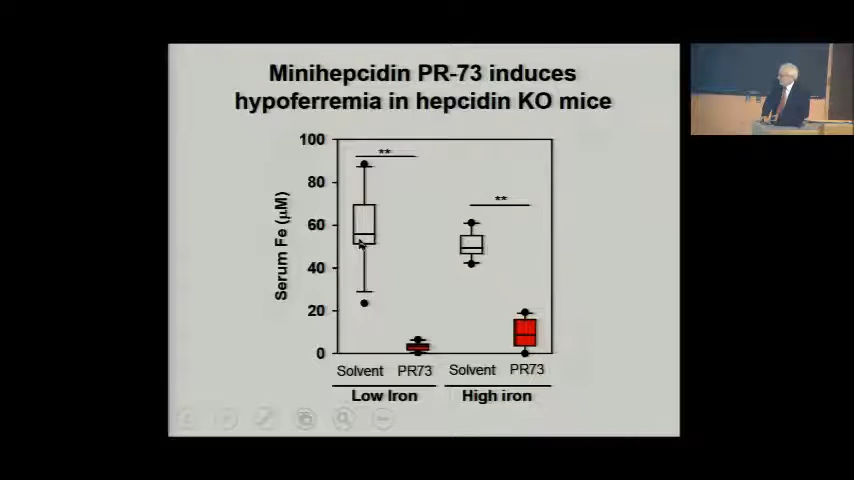 Minihepcidin PR-73 induces
hypoferremia in hepcidin KO mice
100
80
60
40
20
0
Serum Fe (μM)
**
**
Solvent PR73 Solvent PR73
Low Iron High iron